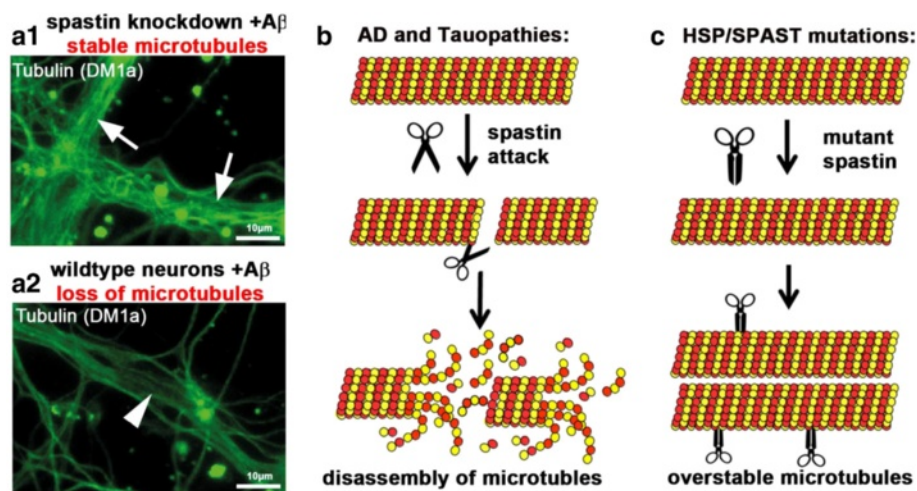 a1
spastin knockdown +Aβ
stable microtubules
Tubulin (DM1a)
10µm
a2
wildtype neurons +Aβ
loss of microtubules
Tubulin (DM1a)
10µm
b
AD and Tauopathies:
spastin
attack
disassembly of microtubles
c
HSP/SPAST mutations:
mutant
spastin
overstable microtubules